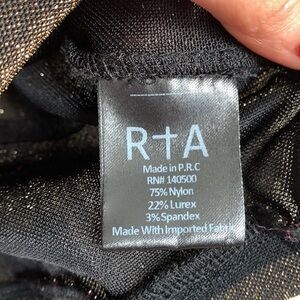 R†A
Made in P.R.C
RN# 140500
75% Nylon
22% Lurex
3% Spandex
Made With Imported Fabric